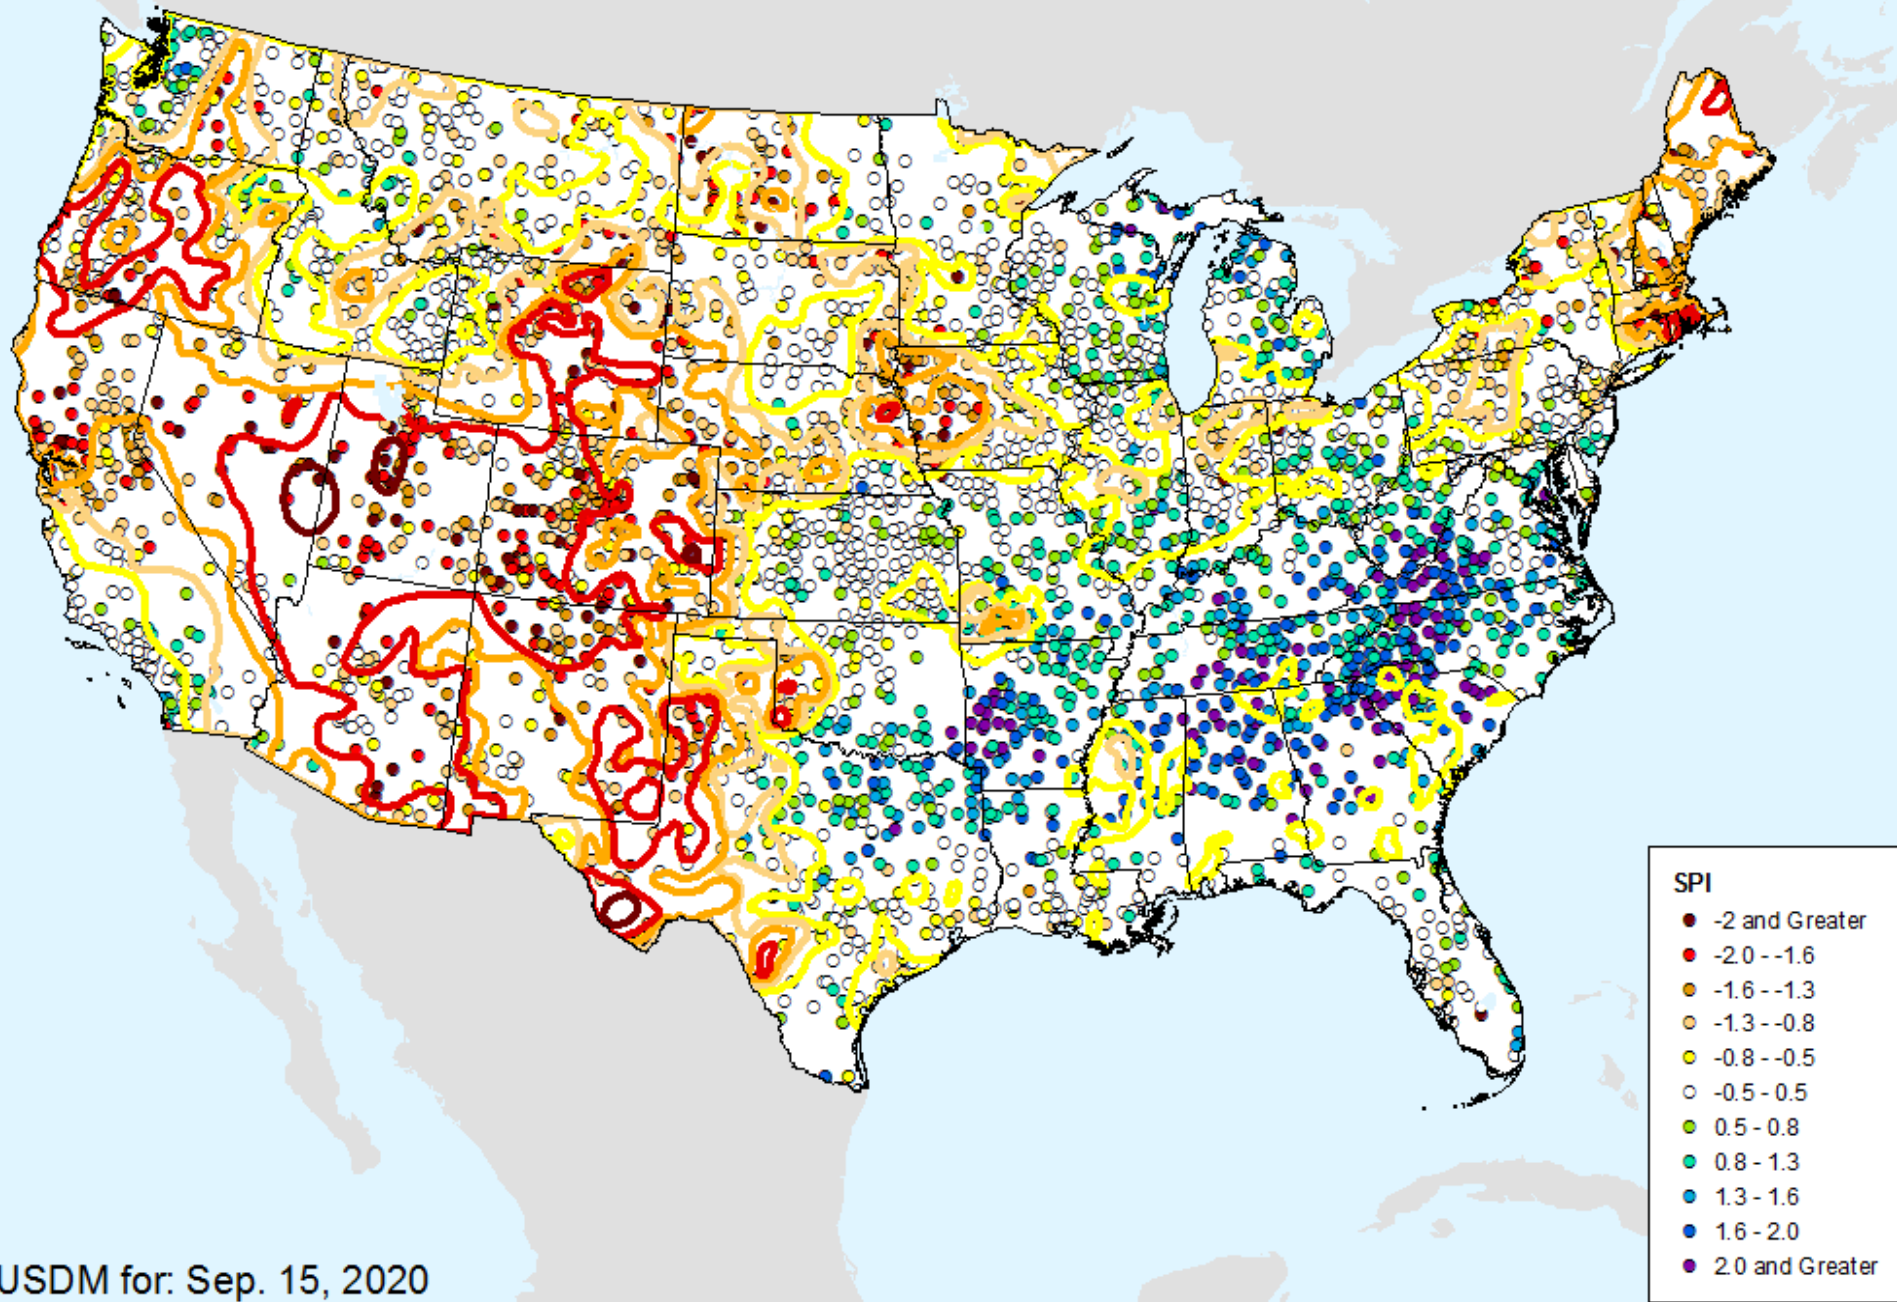 SPI
-2 and Greater
-2.0 - -1.6
-1.6 - -1.3
-1.3 - -0.8
-0.8 - -0.5
-0.5 - 0.5
0.5 - 0.8
0.8 - 1.3
1.3 - 1.6
1.6 - 2.0
2.0 and Greater
USDM for: Sep. 15, 2020